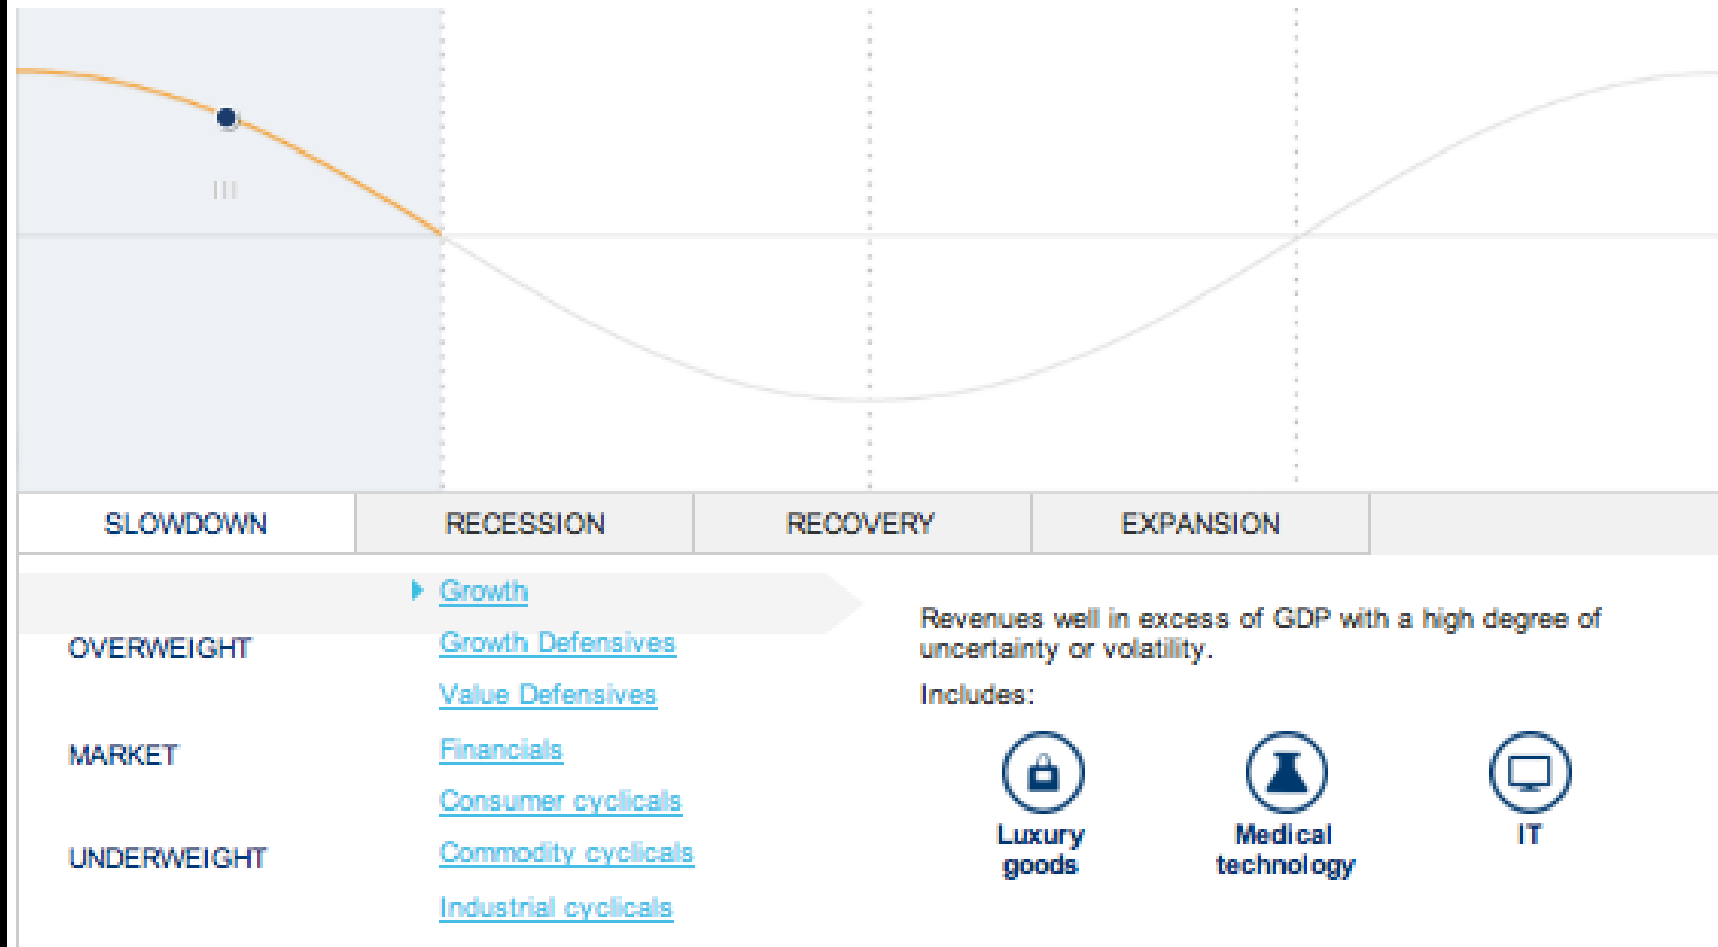 SLOWDOWN
RECESSION
RECOVERY
EXPANSION
Growth
OVERWEIGHT
Growth Defensives
Value Defensives
MARKET
Financials
Consumer cyclicals
UNDERWEIGHT
Commodity cyclicals
Industrial cyclicals
Revenues well in excess of GDP with a high degree of
uncertainty or volatility.
Includes:
Luxury
goods
Medical
technology
IT